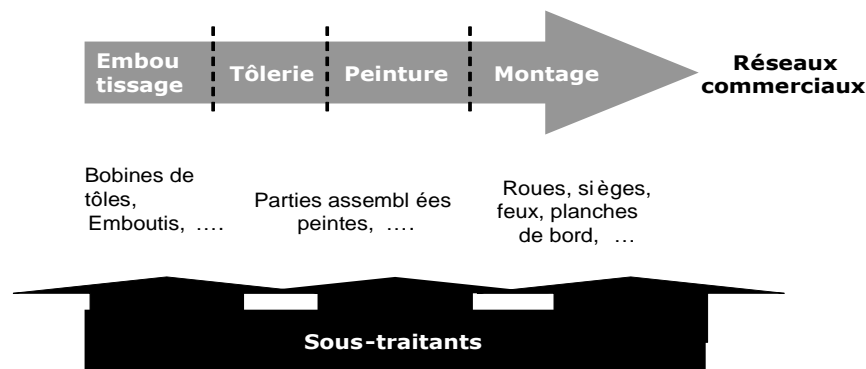 Embou
tissage
Tôlerie
Peinture
Montage
Réseaux
commerciaux
Bobines de
tôles,
Emboutis, ….
Parties assembl ées
peintes, ….
Roues, si èges,
feux, planches
de bord, …
Sous-traitants